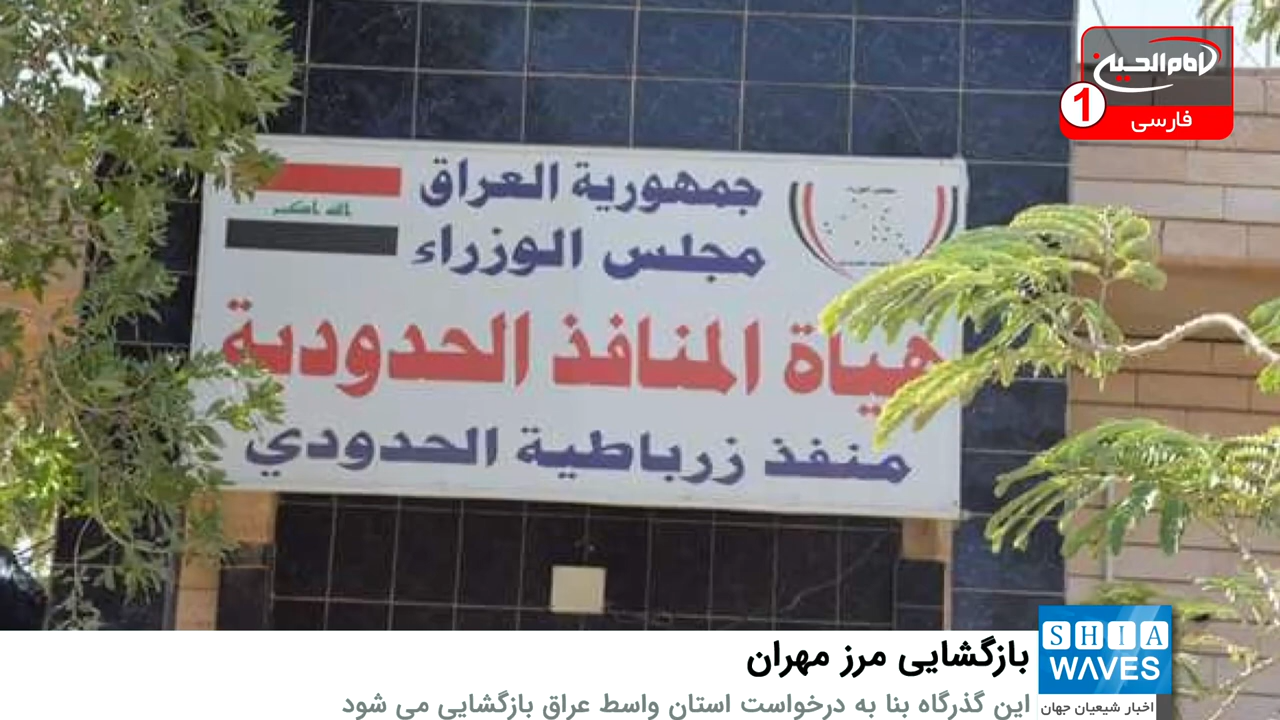 امام الحسین
1
فارسی
جمهورية العراق
مجلس الوزراء
الله اكبر
هيأة المنافذ الحدودية
منفذ زرباطية الحدودي
بازگشایی مرز مهران
این گذرگاه بنا به درخواست استان واسط عراق بازگشایی می شود
SHIA
WAVES
اخبار شیعیان جهان